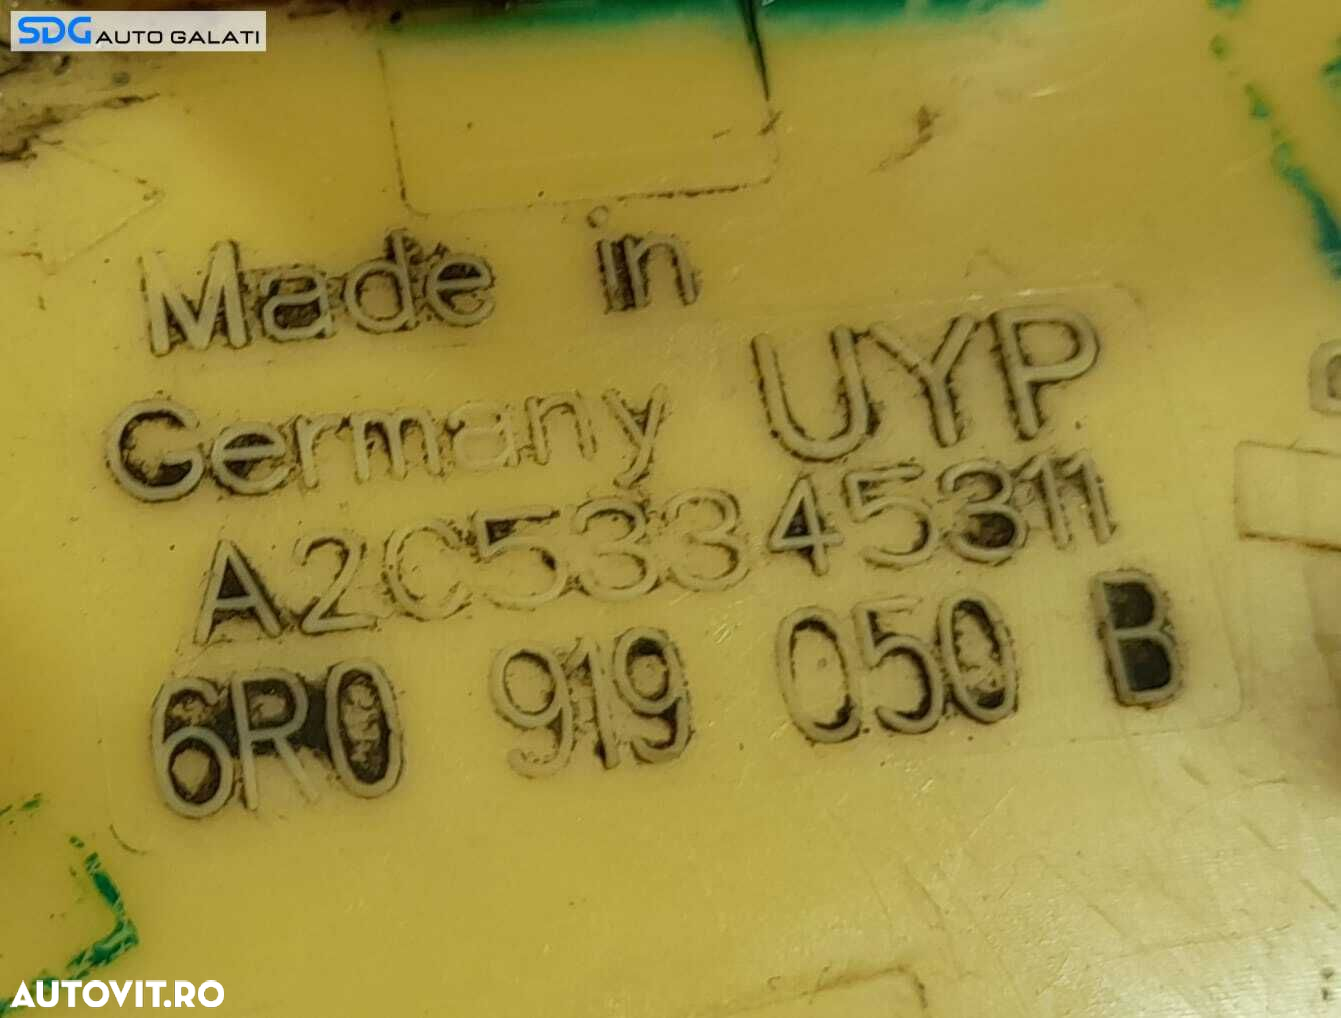 SDG AUTO GALATI
Made in
Germany UYP
A2C53345311
6R0 919 050 B
AUTOVIT.RO